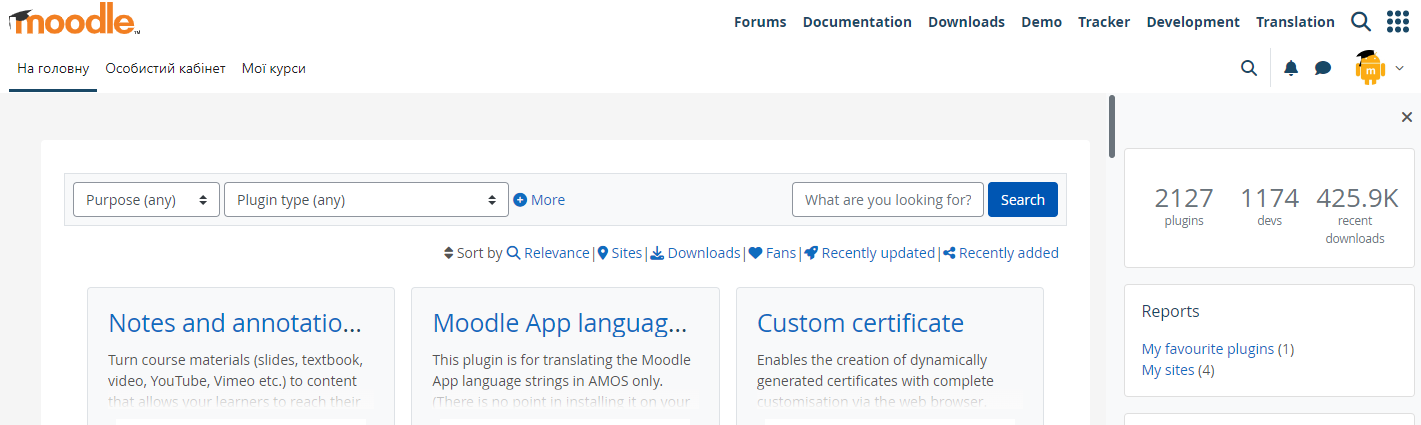 moodle™
Forums Documentation Downloads Demo Tracker Development Translation
На головну Особистий кабінет Мої курси
Purpose (any) Plugin type (any) More What are you looking for? Search
Sort by Relevance| Sites| Downloads| Fans| Recently updated| Recently added
Notes and annotatio...
Turn course materials (slides, textbook,
video, YouTube, Vimeo etc.) to content
that allows your learners to reach their
Moodle App languag...
This plugin is for translating the Moodle
App language strings in AMOS only.
(There is no point in installing it on your
Custom certificate
Enables the creation of dynamically
generated certificates with complete
customisation via the web browser.
2127 1174 425.9K
plugins devs recent
downloads
Reports
My favourite plugins (1)
My sites (4)